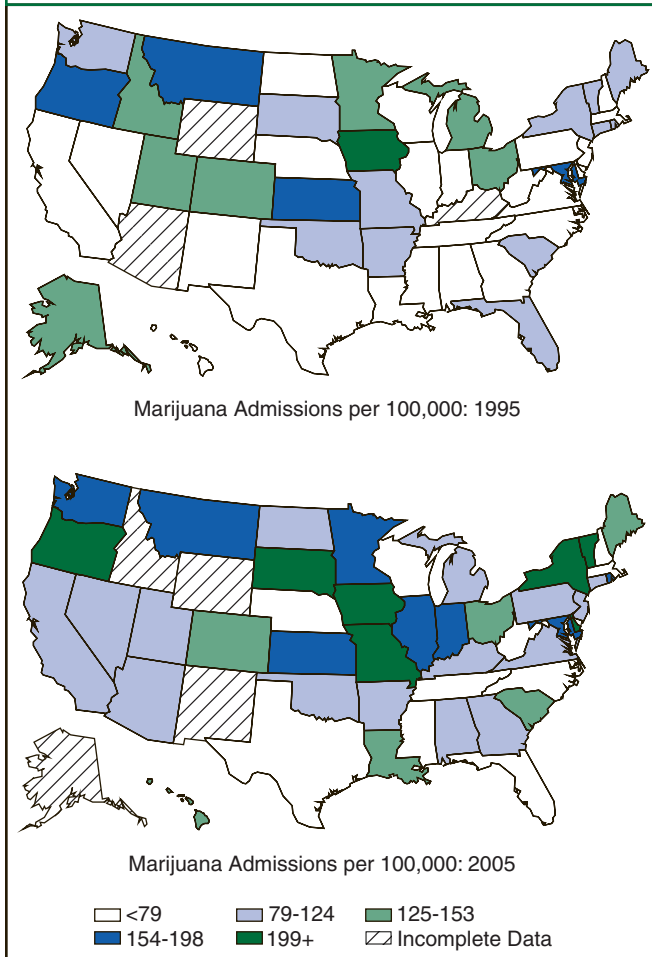 Marijuana Admissions per 100,000: 1995
Marijuana Admissions per 100,000: 2005
<79 79-124 125-153
154-198 199+ Incomplete Data